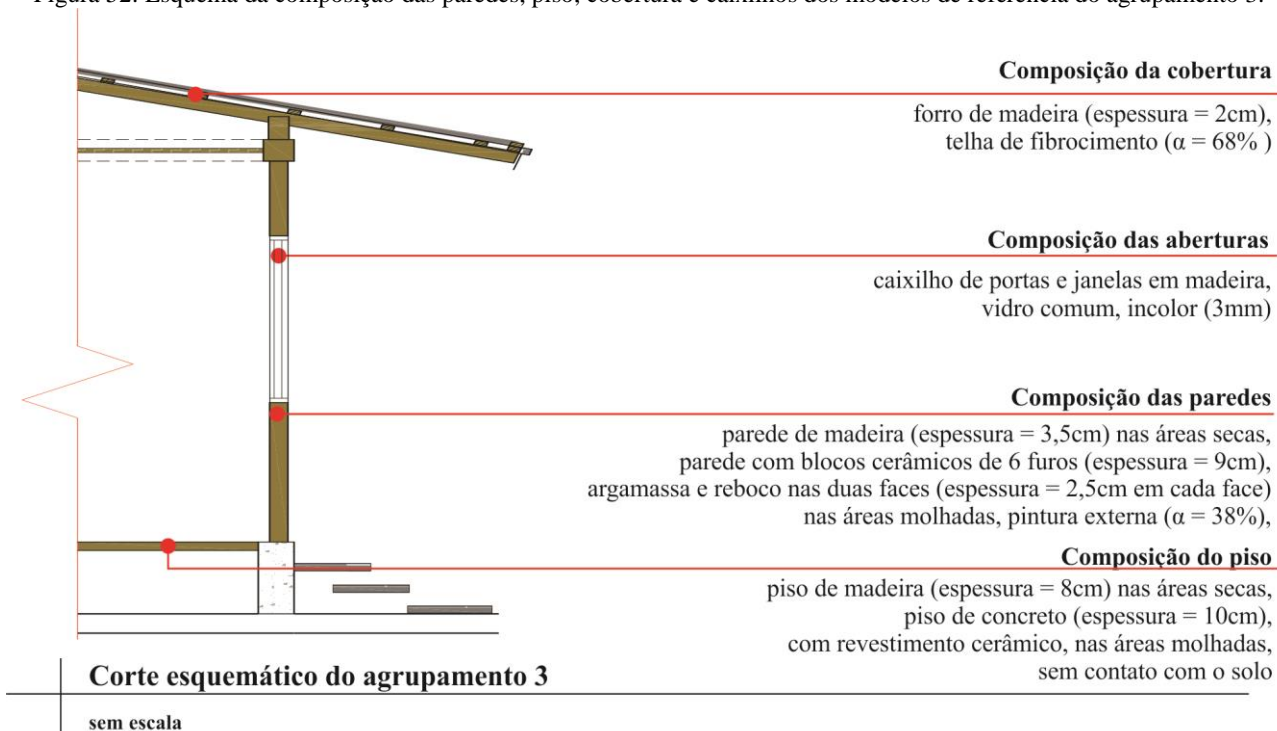 Figura 32: Esquema da composição das paredes, piso, cobertura e caixilhos dos modelos de referência do agrupamento 3.
Composição da cobertura
forro de madeira (espessura = 2cm),
telha de fibrocimento (α = 68% )
Composição das aberturas
caixilho de portas e janelas em madeira,
vidro comum, incolor (3mm)
Composição das paredes
parede de madeira (espessura = 3,5cm) nas áreas secas,
parede com blocos cerâmicos de 6 furos (espessura = 9cm),
argamassa e reboco nas duas faces (espessura = 2,5cm em cada face)
nas áreas molhadas, pintura externa (α = 38%),
Composição do piso
piso de madeira (espessura = 8cm) nas áreas secas,
piso de concreto (espessura = 10cm),
com revestimento cerâmico, nas áreas molhadas,
sem contato com o solo
Corte esquemático do agrupamento 3
sem escala